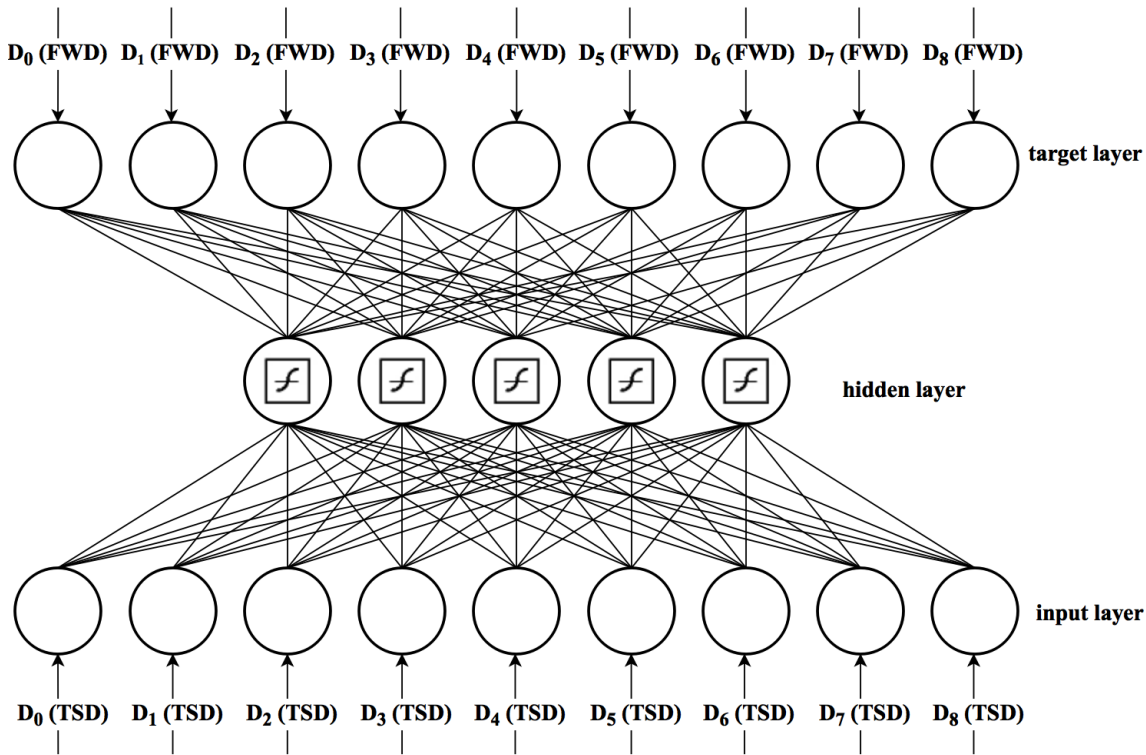 D₀ (FWD) D₁ (FWD) D₂ (FWD) D₃ (FWD) D₄ (FWD) D₅ (FWD) D₆ (FWD) D₇ (FWD) D₈ (FWD)
target layer
hidden layer
input layer
D₀ (TSD) D₁ (TSD) D₂ (TSD) D₃ (TSD) D₄ (TSD) D₅ (TSD) D₆ (TSD) D₇ (TSD) D₈ (TSD)